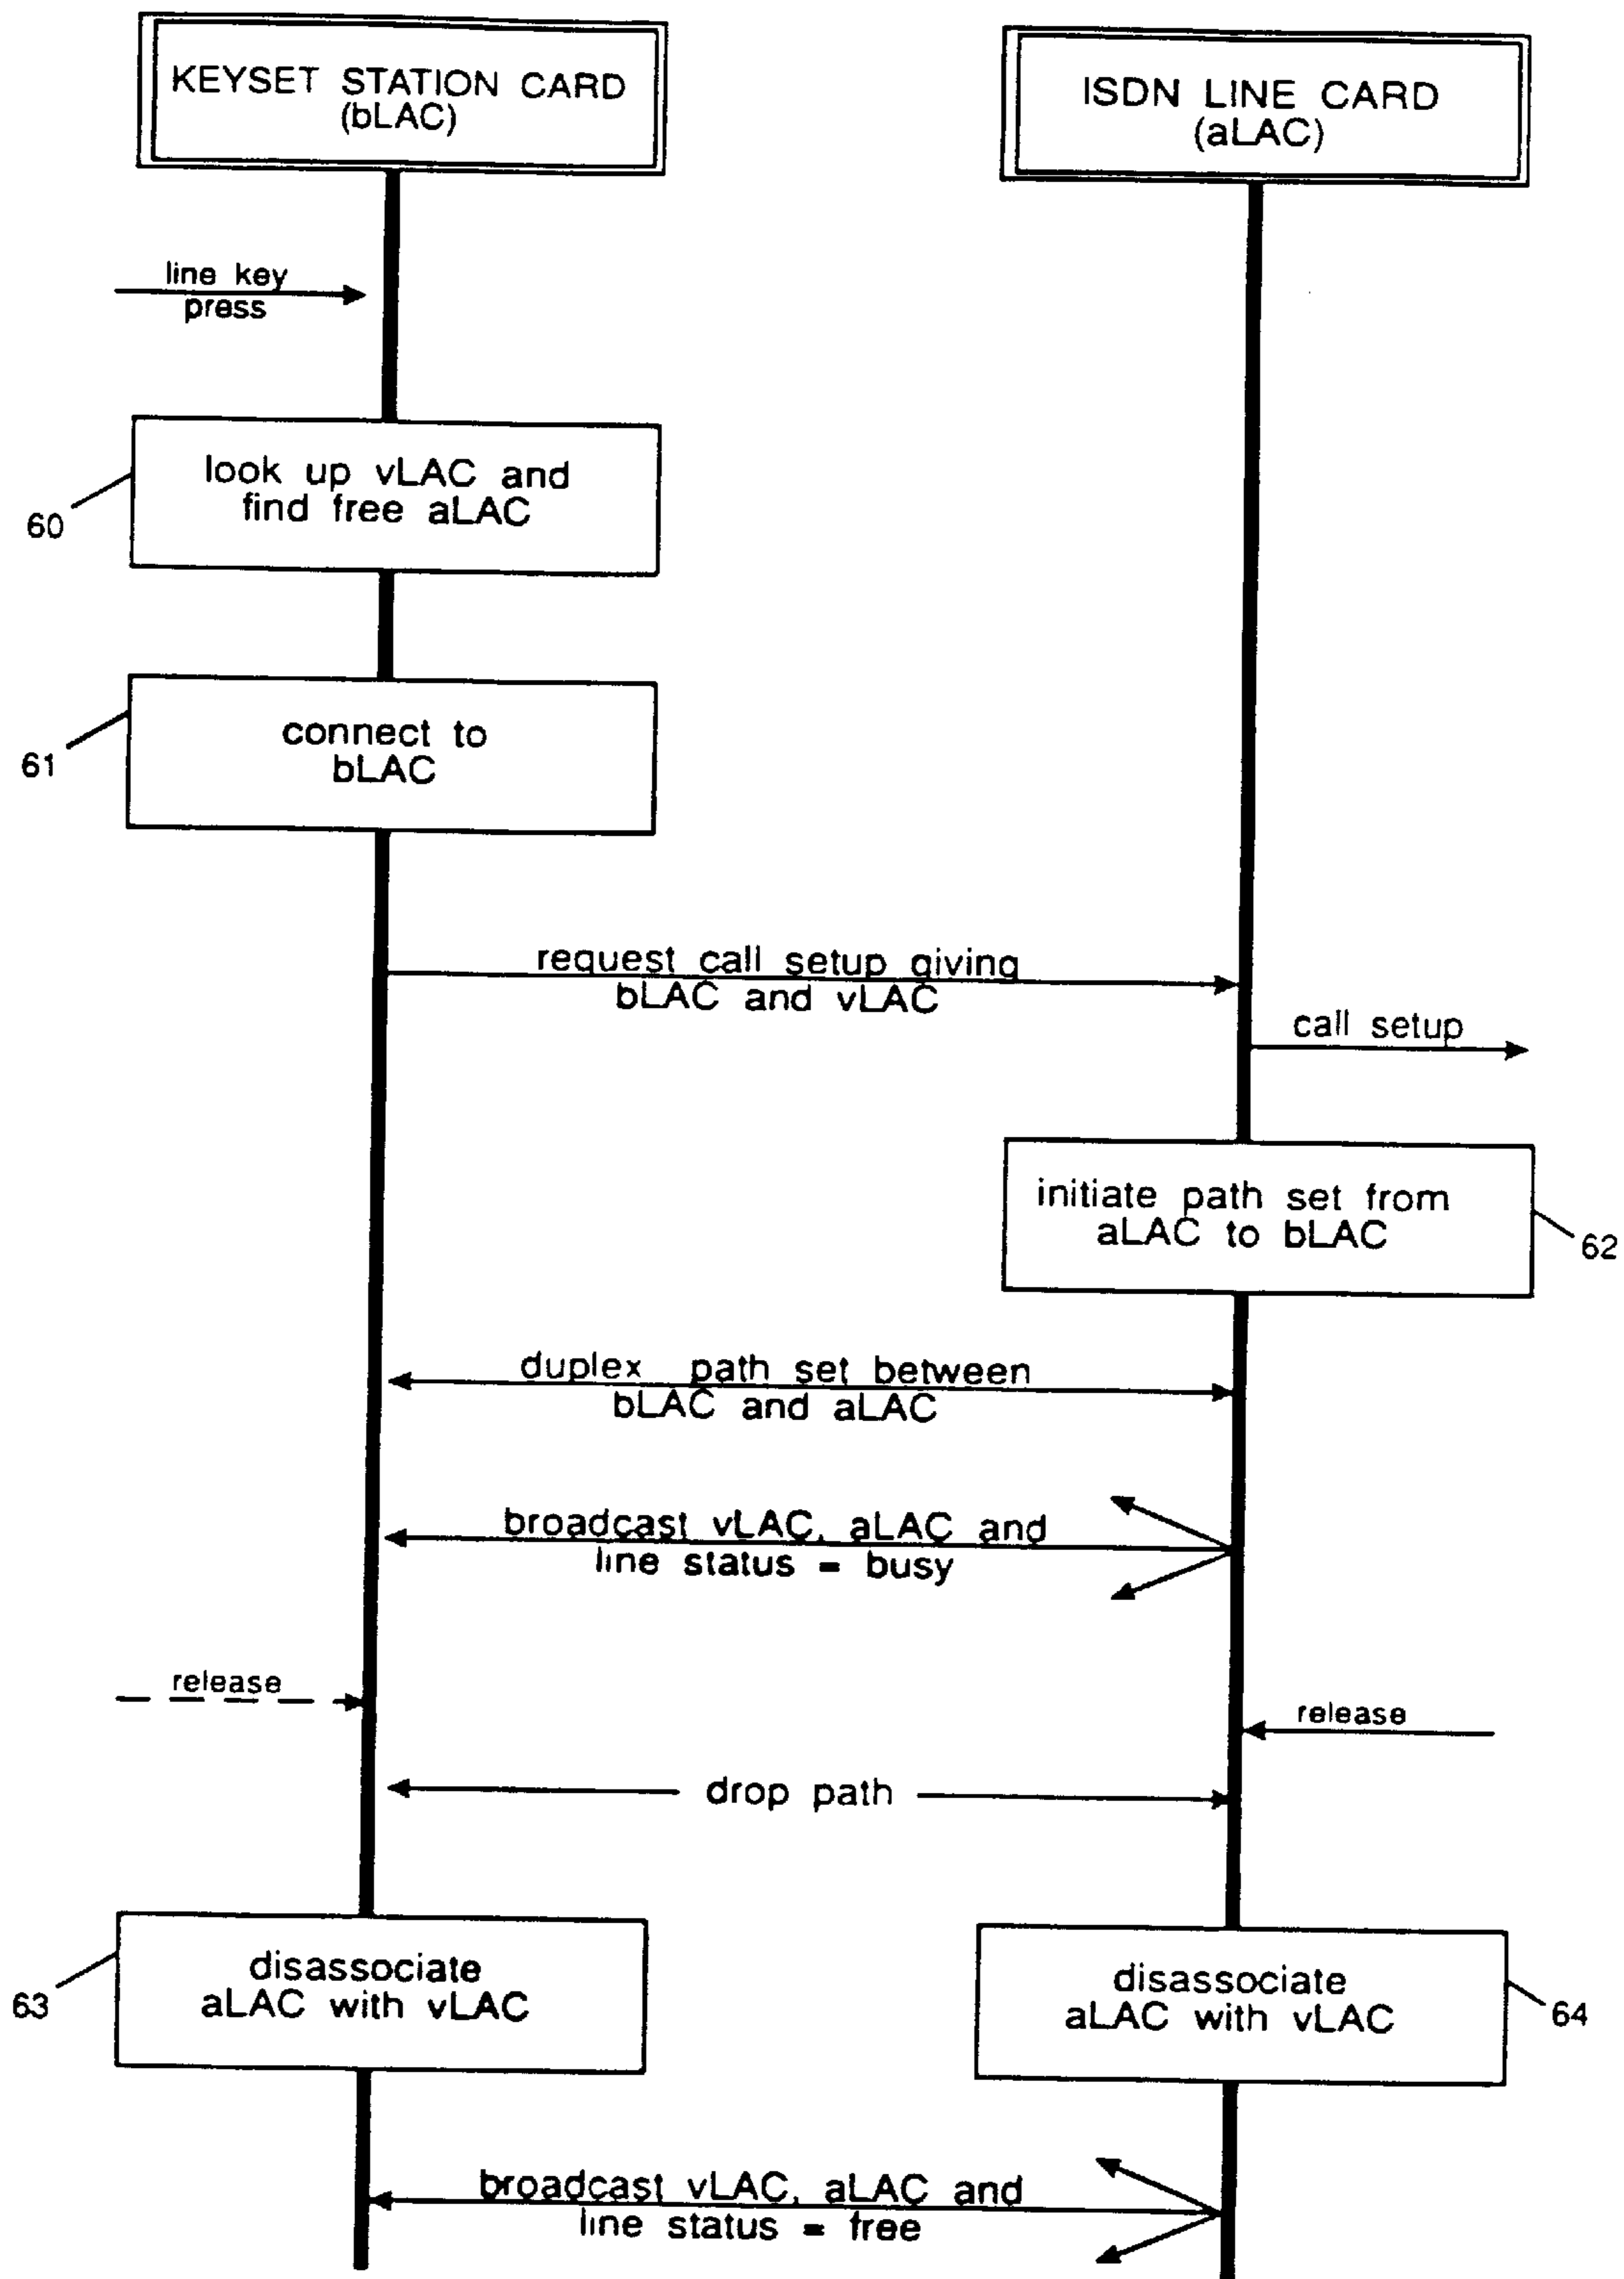 KEYSET STATION CARD
(bLAC)
ISDN LINE CARD
(aLAC)
line key
press
look up vLAC and
find free aLAC
60
connect to
bLAC
61
request call setup giving
bLAC and vLAC
call setup
initiate path set from
aLAC to bLAC
62
duplex path set between
bLAC and aLAC
broadcast vLAC, aLAC and
line status = busy
release
release
drop path
disassociate
aLAC with vLAC
63
disassociate
aLAC with vLAC
64
broadcast vLAC, aLAC and
line status = free